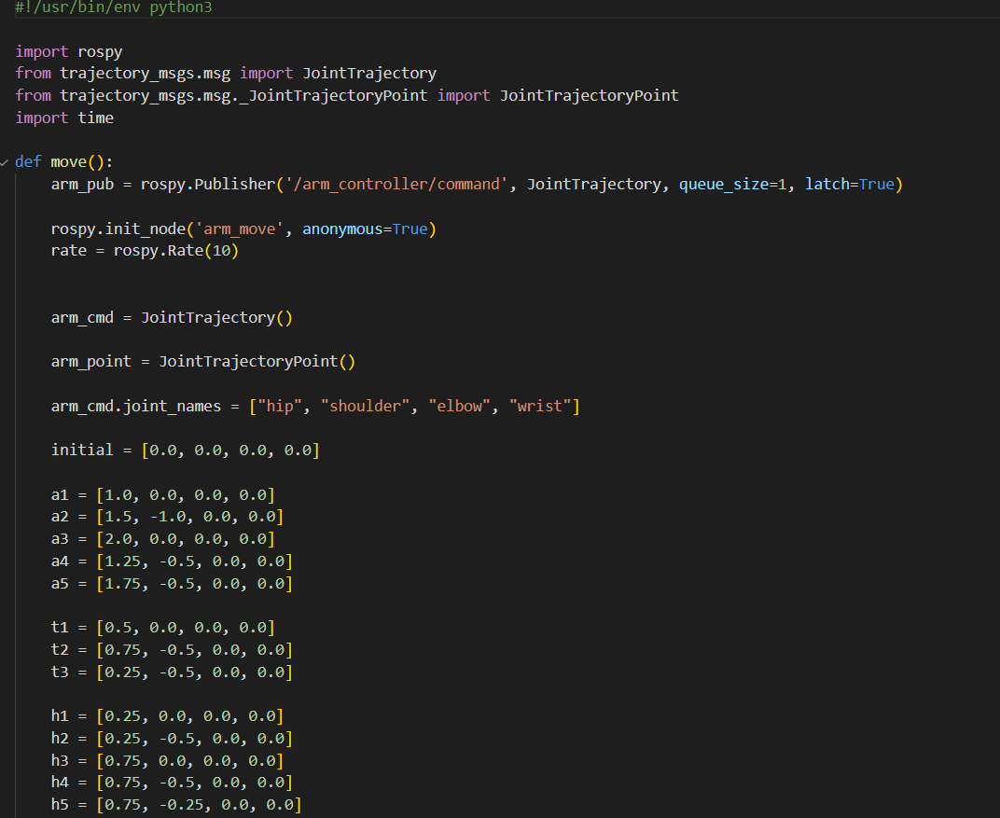 #!/usr/bin/env python3
import rospy
from trajectory_msgs.msg import JointTrajectory
from trajectory_msgs.msg._JointTrajectoryPoint import JointTrajectoryPoint
import time
def move():
    arm_pub = rospy.Publisher('/arm_controller/command', JointTrajectory, queue_size=1, latch=True)
    rospy.init_node('arm_move', anonymous=True)
    rate = rospy.Rate(10)
    arm_cmd = JointTrajectory()
    arm_point = JointTrajectoryPoint()
    arm_cmd.joint_names = ["hip", "shoulder", "elbow", "wrist"]
    initial = [0.0, 0.0, 0.0, 0.0]
    a1 = [1.0, 0.0, 0.0, 0.0]
    a2 = [1.5, -1.0, 0.0, 0.0]
    a3 = [2.0, 0.0, 0.0, 0.0]
    a4 = [1.25, -0.5, 0.0, 0.0]
    a5 = [1.75, -0.5, 0.0, 0.0]
    t1 = [0.5, 0.0, 0.0, 0.0]
    t2 = [0.75, -0.5, 0.0, 0.0]
    t3 = [0.25, -0.5, 0.0, 0.0]
    h1 = [0.25, 0.0, 0.0, 0.0]
    h2 = [0.25, -0.5, 0.0, 0.0]
    h3 = [0.75, 0.0, 0.0, 0.0]
    h4 = [0.75, -0.5, 0.0, 0.0]
    h5 = [0.75, -0.25, 0.0, 0.0]